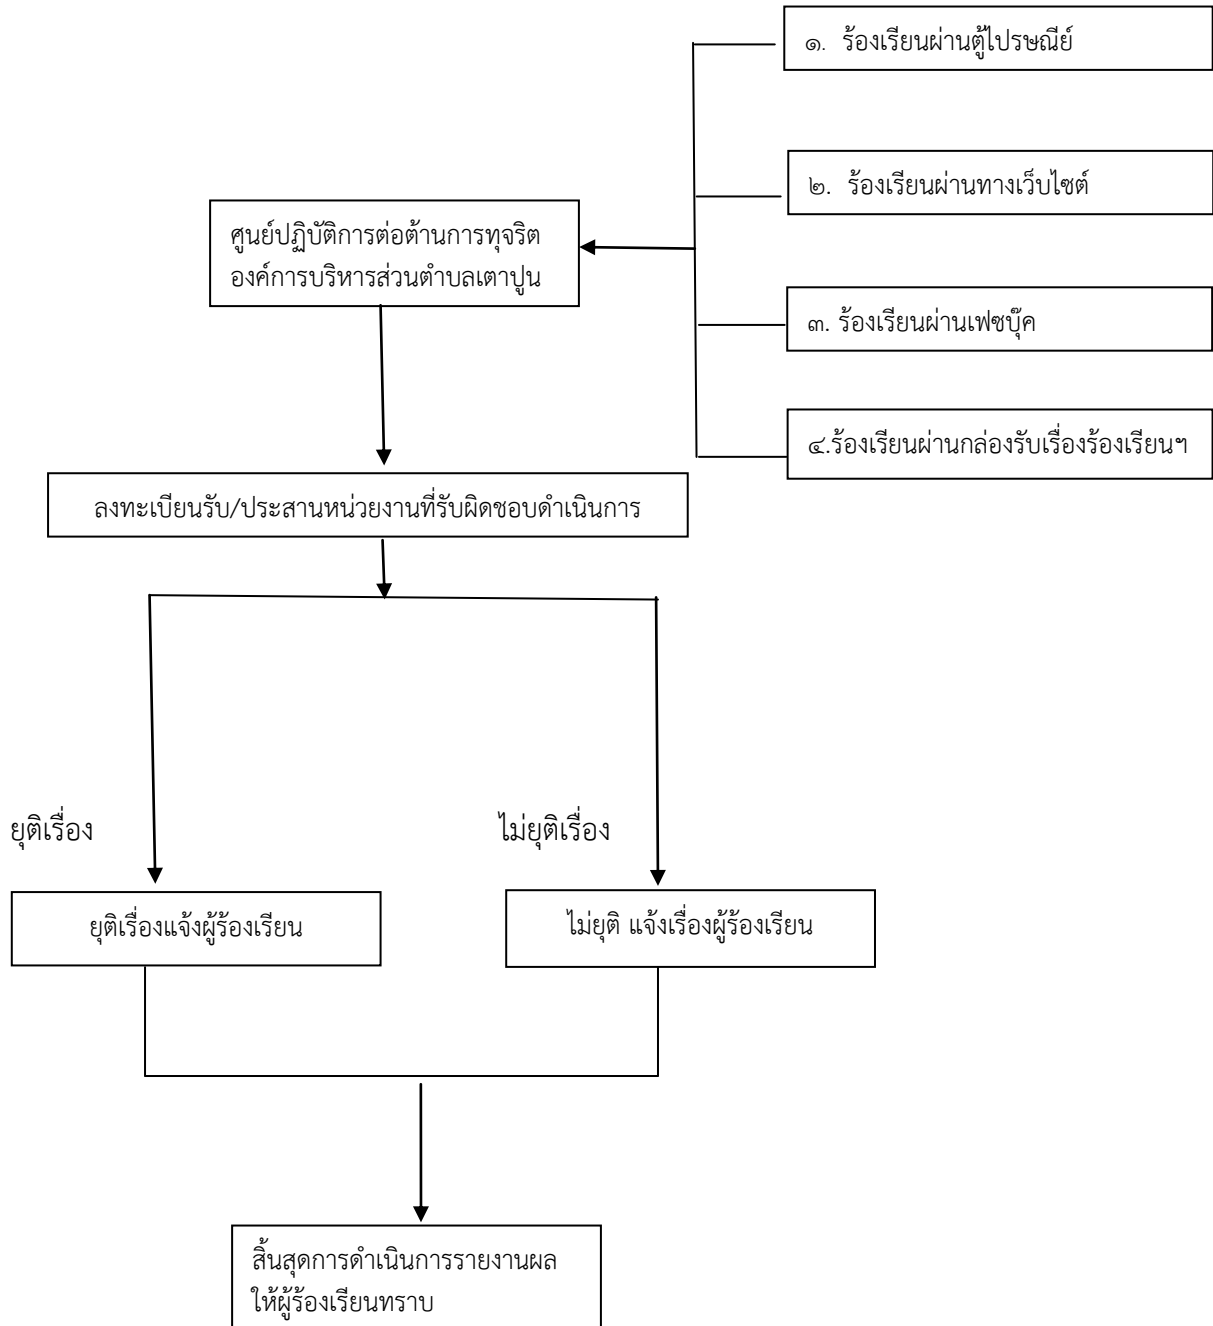 ๑. ร้องเรียนผ่านตู้ไปรษณีย์
๒. ร้องเรียนผ่านทางเว็บไซต์
ศูนย์ปฏิบัติการต่อต้านการทุจริต
องค์การบริหารส่วนตำบลเตาปูน
๓. ร้องเรียนผ่านเฟซบุ๊ค
๔.ร้องเรียนผ่านกล่องรับเรื่องร้องเรียนฯ
ลงทะเบียนรับ/ประสานหน่วยงานที่รับผิดชอบดำเนินการ
ยุติเรื่อง
ไม่ยุติเรื่อง
ยุติเรื่องแจ้งผู้ร้องเรียน
ไม่ยุติ แจ้งเรื่องผู้ร้องเรียน
สิ้นสุดการดำเนินการรายงานผล
ให้ผู้ร้องเรียนทราบ